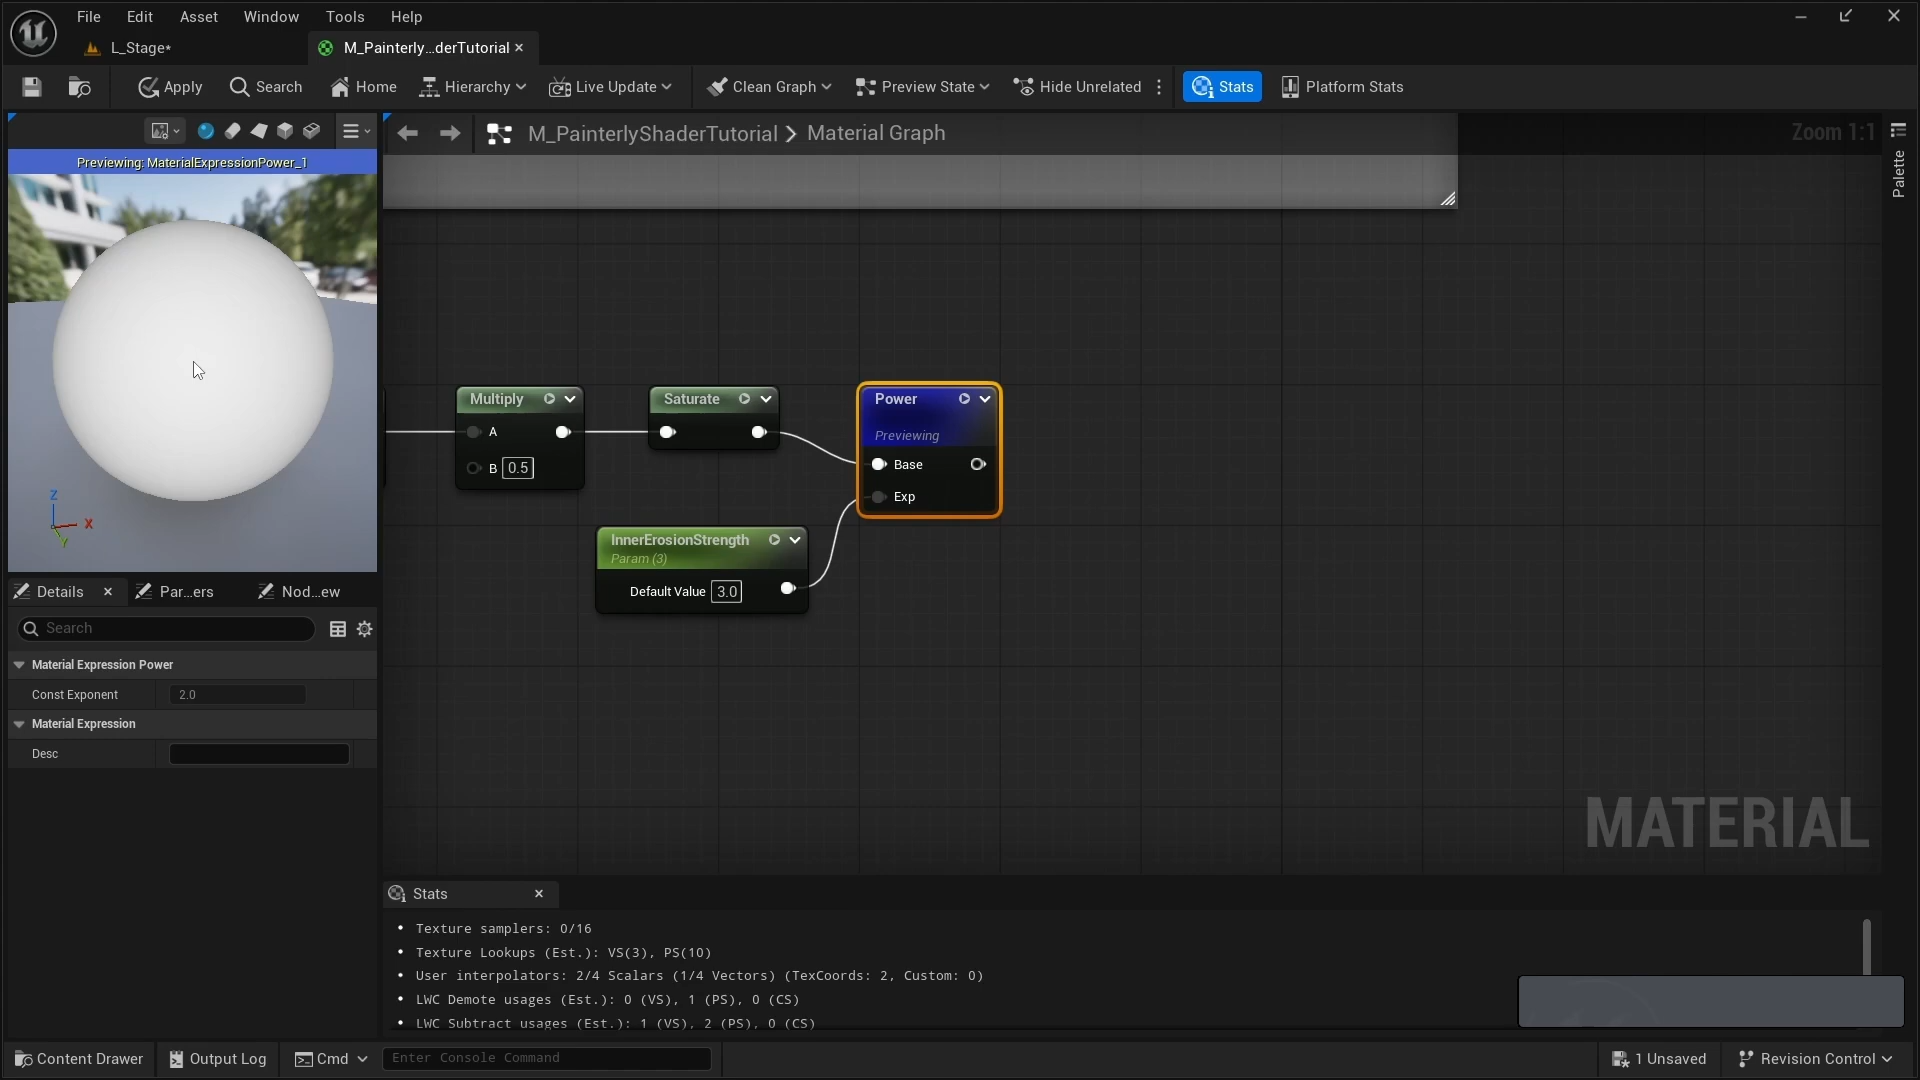 File Edit Asset Window Tools Help
L_Stage* M_Painterly...derTutorial
Apply Search Home Hierarchy Live Update Clean Graph Preview State Hide Unrelated Stats Platform Stats
M_PainterlyShaderTutorial > Material Graph Zoom 1:1
Palette
Previewing: MaterialExpressionPower_1
Z
X
Y
Multiply
A
B 0.5
Saturate
Power
Previewing
Base
Exp
InnerErosionStrength
Param (3)
Default Value 3.0
MATERIAL
Details Par...ers Nod...ew
Search
Material Expression Power
Const Exponent 2.0
Material Expression
Desc
Stats
• Texture samplers: 0/16
• Texture Lookups (Est.): VS(3), PS(10)
• User interpolators: 2/4 Scalars (1/4 Vectors) (TexCoords: 2, Custom: 0)
• LWC Demote usages (Est.): 0 (VS), 1 (PS), 0 (CS)
• LWC Subtract usages (Est.): 1 (VS), 2 (PS), 0 (CS)
Content Drawer Output Log Cmd Enter Console Command 1 Unsaved Revision Control